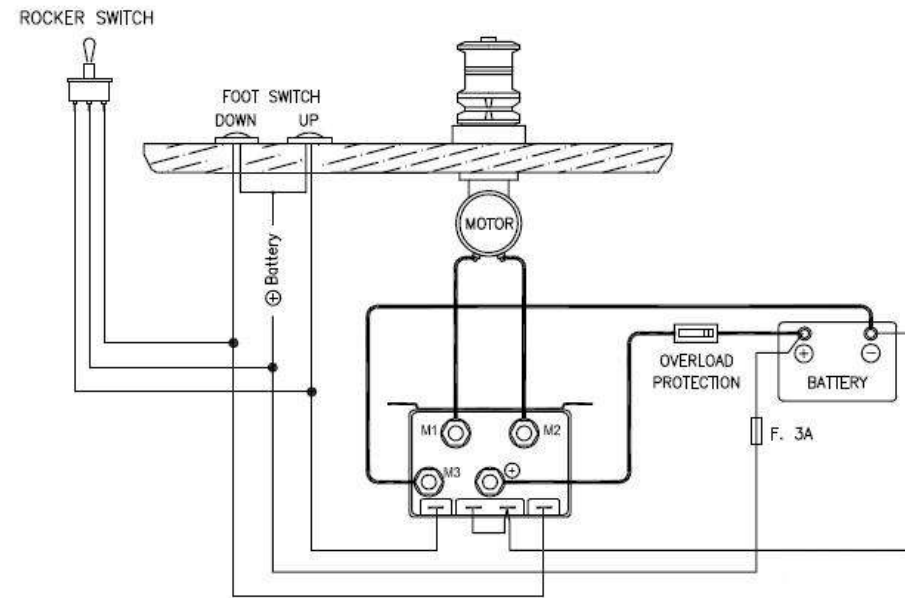 ROCKER SWITCH
FOOT SWITCH
DOWN UP
MOTOR
⊕ Battery
OVERLOAD
PROTECTION
⊕ ⊖
BATTERY
M1 M2
F. 3A
M3 ⊕